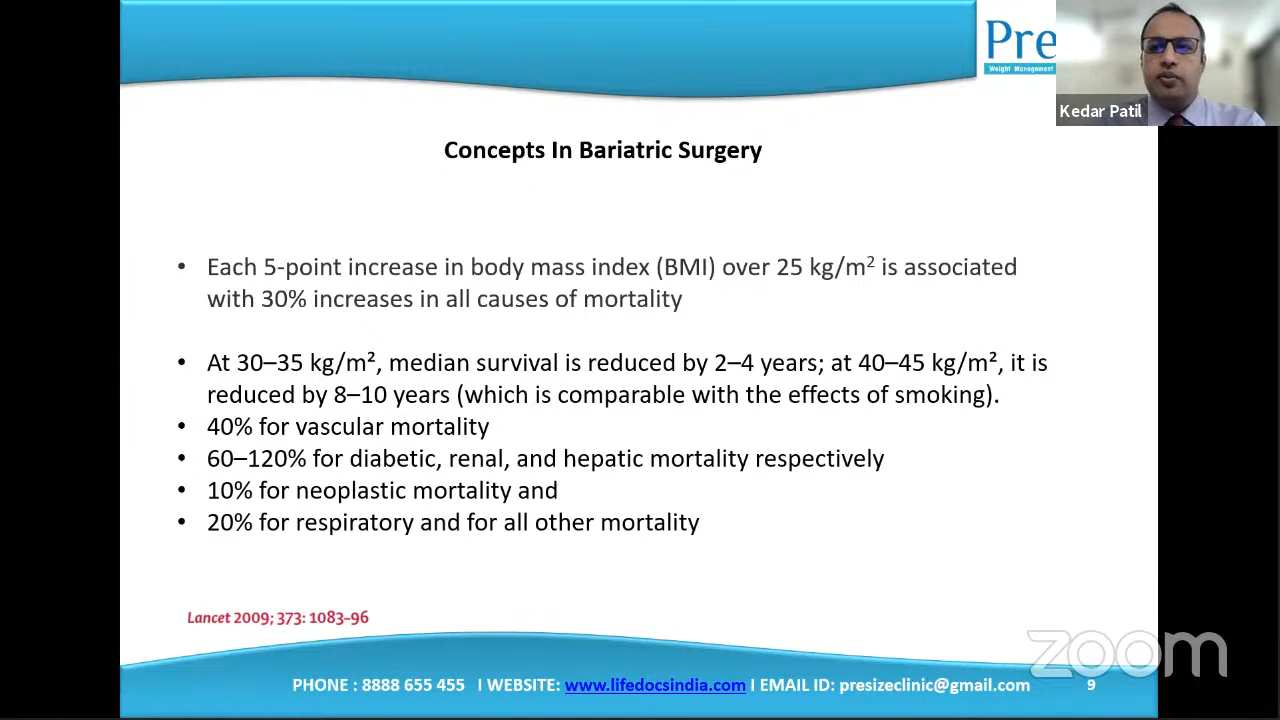 Pre
Weight Management
Kedar Patil
Concepts In Bariatric Surgery
• Each 5-point increase in body mass index (BMI) over 25 kg/m² is associated
with 30% increases in all causes of mortality
• At 30–35 kg/m², median survival is reduced by 2–4 years; at 40–45 kg/m², it is
reduced by 8–10 years (which is comparable with the effects of smoking).
• 40% for vascular mortality
• 60–120% for diabetic, renal, and hepatic mortality respectively
• 10% for neoplastic mortality and
• 20% for respiratory and for all other mortality
Lancet 2009; 373: 1083–96
zoom
PHONE : 8888 655 455 I WEBSITE: www.lifedocsindia.com I EMAIL ID: presizeclinic@gmail.com 9